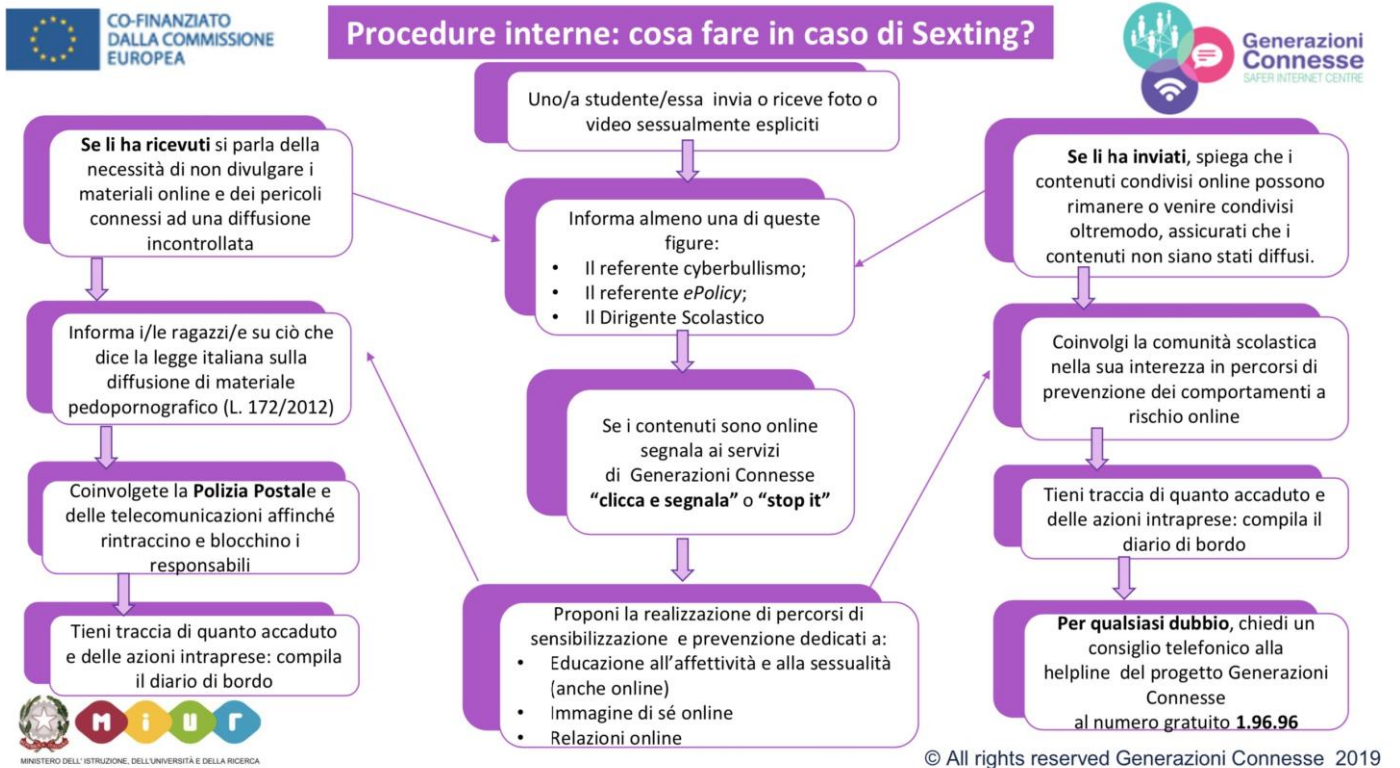 CO-FINANZIATO
DALLA COMMISSIONE
EUROPEA
Procedure interne: cosa fare in caso di Sexting?
Generazioni
Connesse
SAFER INTERNET CENTRE
Uno/a studente/essa invia o riceve foto o
video sessualmente espliciti
Se li ha ricevuti si parla della
necessità di non divulgare i
materiali online e dei pericoli
connessi ad una diffusione
incontrollata
Informa i/le ragazzi/e su ciò che
dice la legge italiana sulla
diffusione di materiale
pedopornografico (L. 172/2012)
Coinvolgete la Polizia Postale e
delle telecomunicazioni affinché
rintraccino e blocchino i
responsabili
Tieni traccia di quanto accaduto
e delle azioni intraprese: compila
il diario di bordo
Informa almeno una di queste
figure:
• Il referente cyberbullismo;
• Il referente ePolicy;
• Il Dirigente Scolastico
Se i contenuti sono online
segnala ai servizi
di Generazioni Connesse
“clicca e segnala” o “stop it”
Proponi la realizzazione di percorsi di
sensibilizzazione e prevenzione dedicati a:
• Educazione all’affettività e alla sessualità
(anche online)
• Immagine di sé online
• Relazioni online
Se li ha inviati, spiega che i
contenuti condivisi online possono
rimanere o venire condivisi
oltremodo, assicurati che i
contenuti non siano stati diffusi.
Coinvolgi la comunità scolastica
nella sua interezza in percorsi di
prevenzione dei comportamenti a
rischio online
Tieni traccia di quanto accaduto e
delle azioni intraprese: compila il
diario di bordo
Per qualsiasi dubbio, chiedi un
consiglio telefonico alla
helpline del progetto Generazioni
Connesse
al numero gratuito 1.96.96
MiUr
MINISTERO DELL' ISTRUZIONE, DELL'UNIVERSITÀ E DELLA RICERCA
© All rights reserved Generazioni Connesse 2019